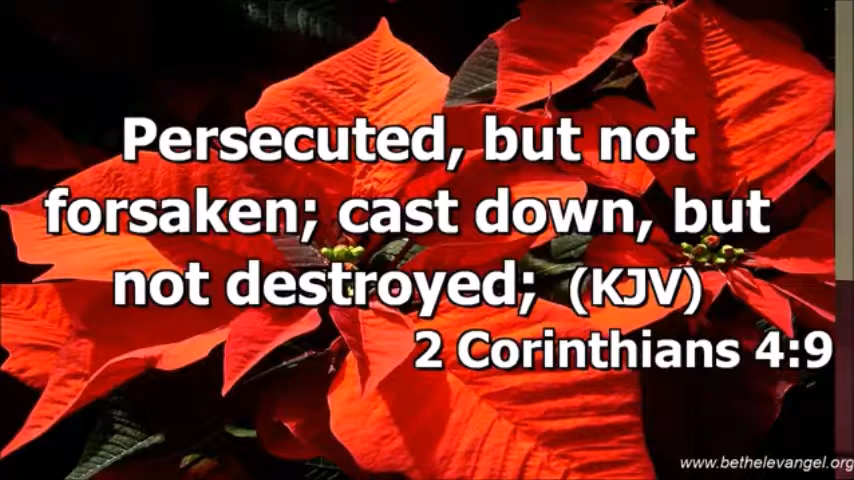 Persecuted, but not
forsaken; cast down, but
not destroyed; (KJV)
2 Corinthians 4:9
www.bethelevangel.org